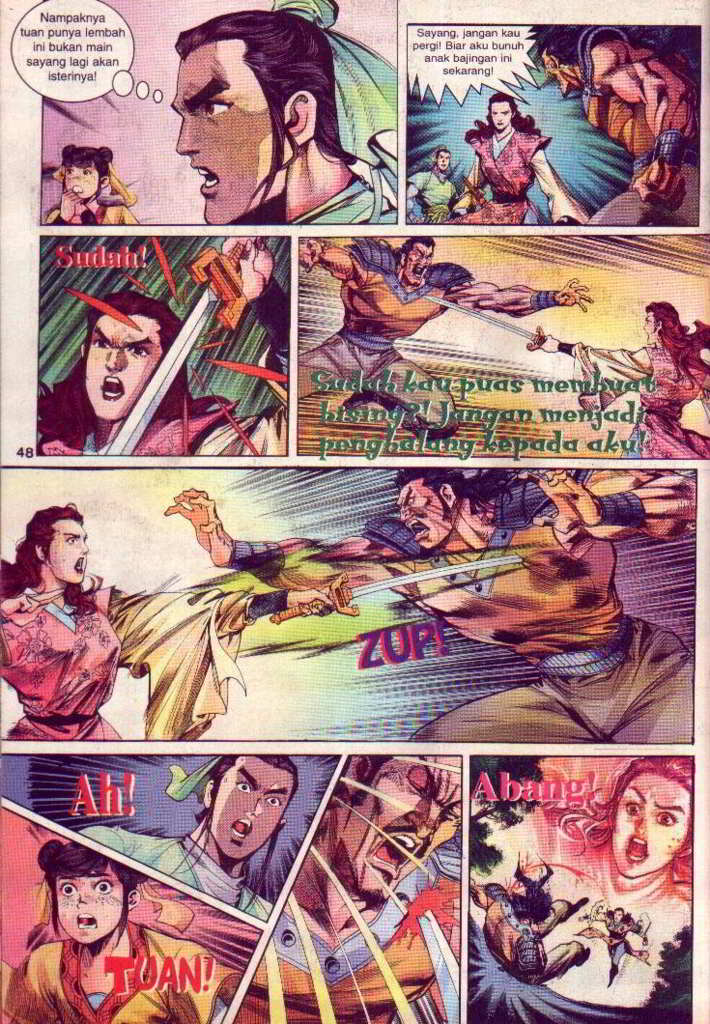 Nampaknya
tuan punya lembah
ini bukan main
sayang lagi akan
isterinya!
Sayang, jangan kau
pergi! Biar aku bunuh
anak bajingan ini
sekarang!
Sudah!
Sudah kau puas membuat
bising?! Jangan menjadi
penghalang kepada aku!
48
ZUP!
Ah!
TUAN!
Abang!